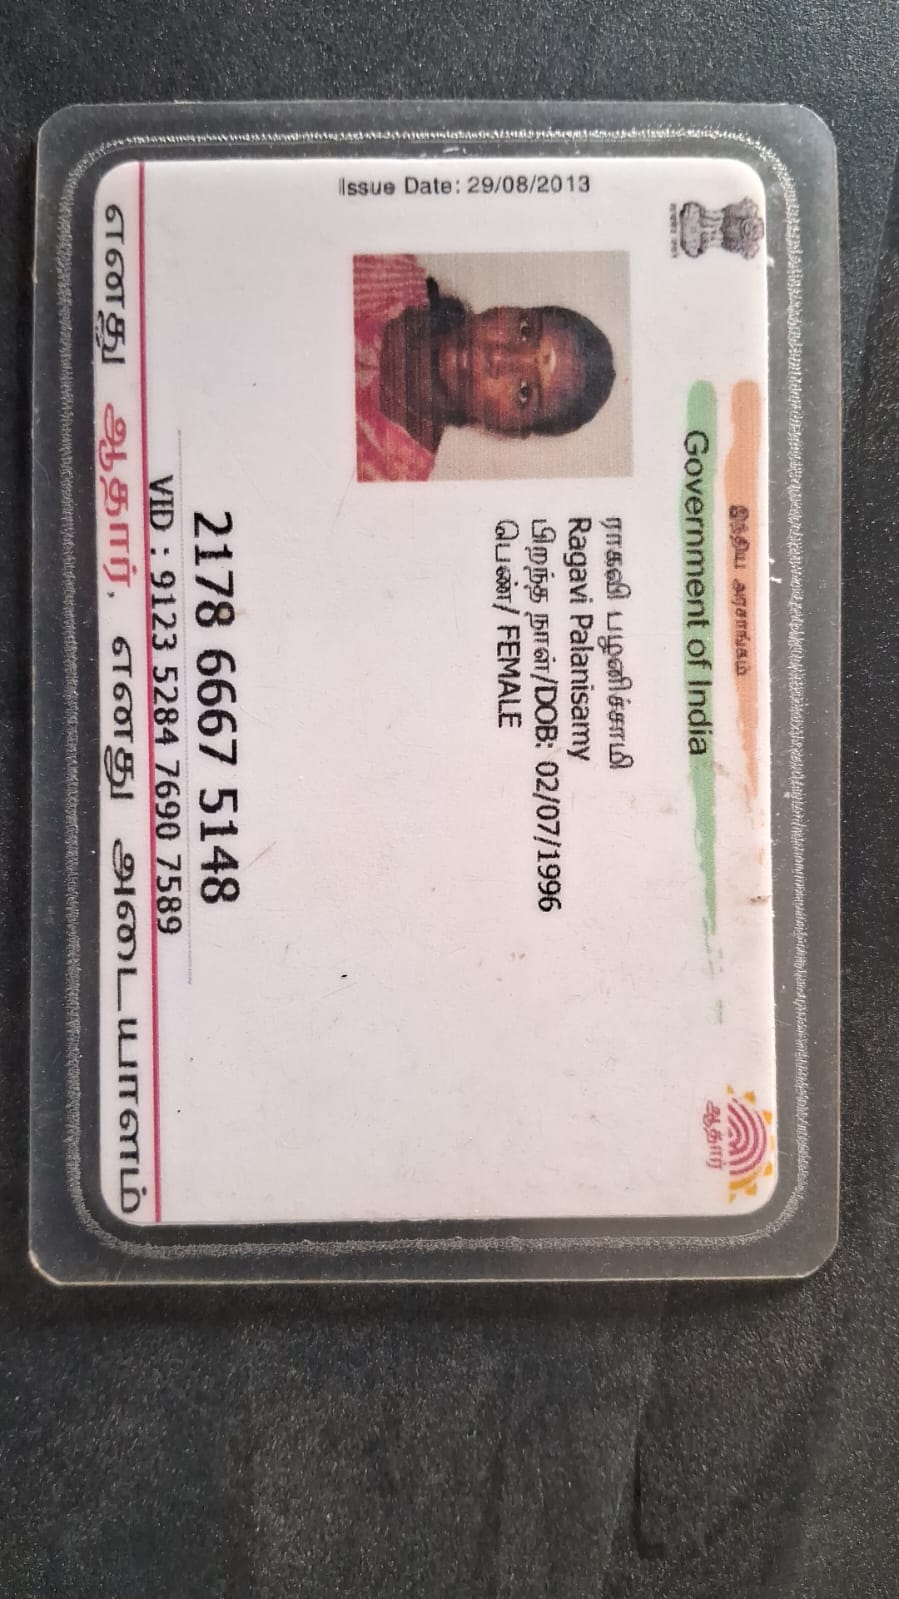 இந்திய அரசாங்கம்
Government of India
Issue Date: 29/08/2013
ராகவி பழனிச்சாமி
Ragavi Palanisamy
பிறந்த நாள்/DOB: 02/07/1996
பெண்/ FEMALE
ஆதார்
2178 6667 5148
VID : 9123 5284 7690 7589
எனது ஆதார், எனது அடையாளம்